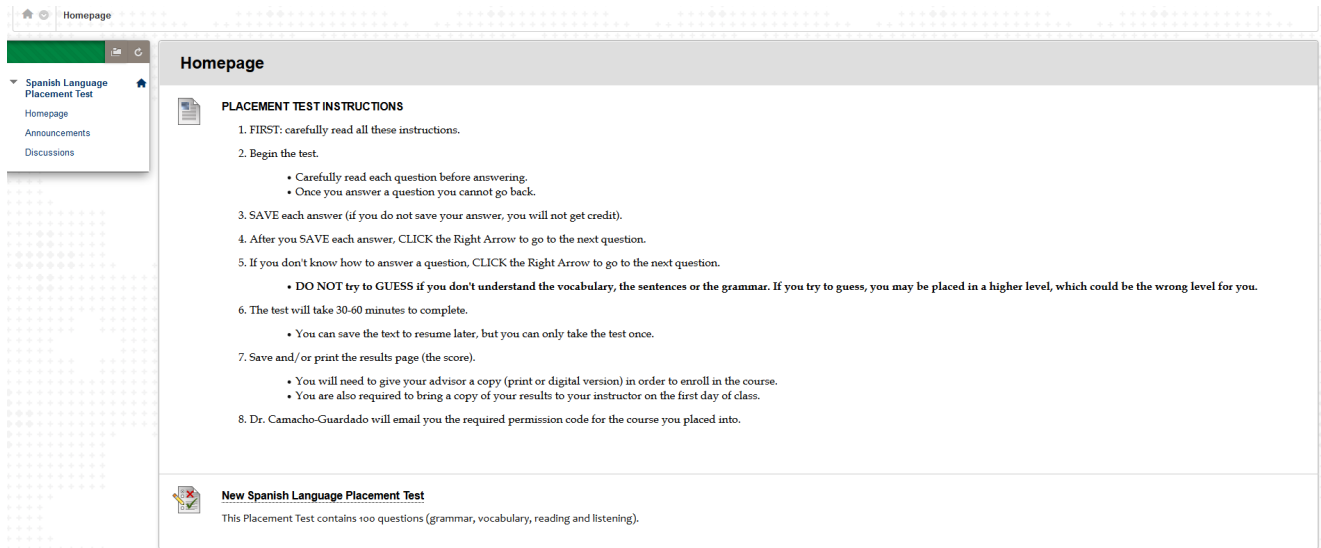 Homepage
Spanish Language
Placement Test
Homepage
Announcements
Discussions
Homepage
PLACEMENT TEST INSTRUCTIONS
1. FIRST: carefully read all these instructions.
2. Begin the test.
• Carefully read each question before answering.
• Once you answer a question you cannot go back.
3. SAVE each answer (if you do not save your answer, you will not get credit).
4. After you SAVE each answer, CLICK the Right Arrow to go to the next question.
5. If you don't know how to answer a question, CLICK the Right Arrow to go to the next question.
• DO NOT try to GUESS if you don't understand the vocabulary, the sentences or the grammar. If you try to guess, you may be placed in a higher level, which could be the wrong level for you.
6. The test will take 30-60 minutes to complete.
• You can save the text to resume later, but you can only take the test once.
7. Save and/or print the results page (the score).
• You will need to give your advisor a copy (print or digital version) in order to enroll in the course.
• You are also required to bring a copy of your results to your instructor on the first day of class.
8. Dr. Camacho-Guardado will email you the required permission code for the course you placed into.
New Spanish Language Placement Test
This Placement Test contains 100 questions (grammar, vocabulary, reading and listening).